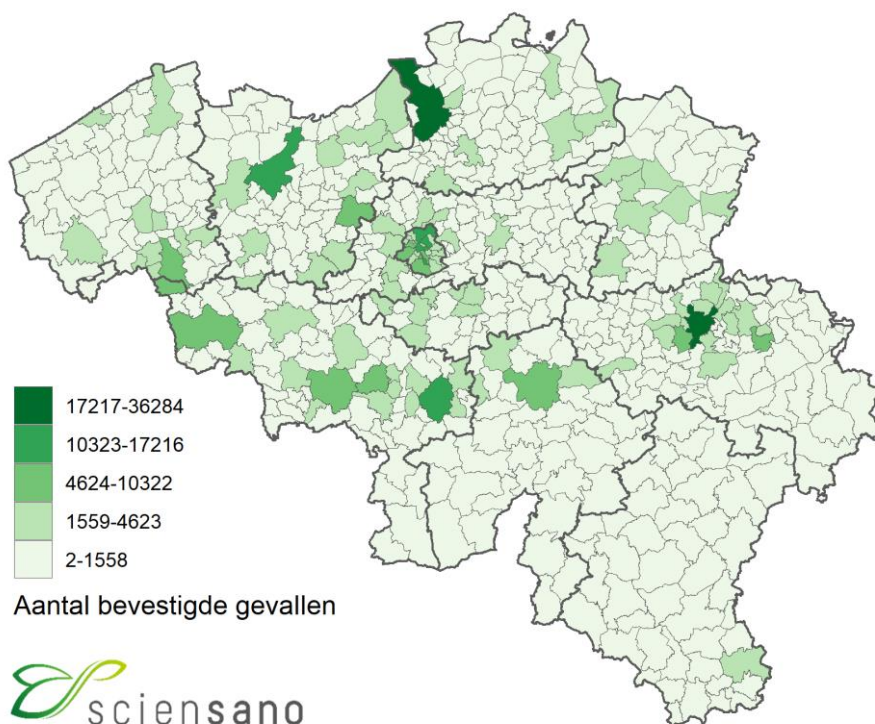 17217-36284
10323-17216
4624-10322
1559-4623
2-1558
Aantal bevestigde gevallen
sciensano